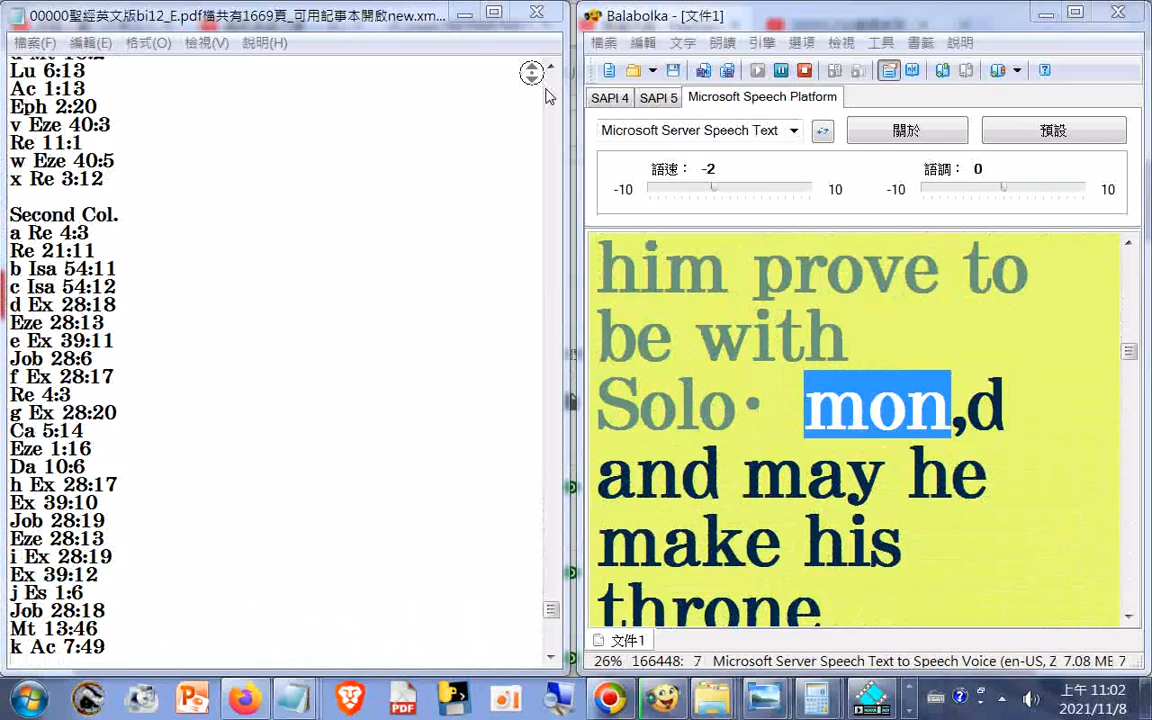 00000聖經英文版bi12_E.pdf檔共有1669頁_可用記事本開啟new.xm...
檔案(F) 編輯(E) 格式(O) 檢視(V) 說明(H)
Lu 6:13
Ac 1:13
Eph 2:20
v Eze 40:3
Re 11:1
w Eze 40:5
x Re 3:12
Second Col.
a Re 4:3
Re 21:11
b Isa 54:11
c Isa 54:12
d Ex 28:18
Eze 28:13
e Ex 39:11
Job 28:6
f Ex 28:17
Re 4:3
g Ex 28:20
Ca 5:14
Eze 1:16
Da 10:6
h Ex 28:17
Ex 39:10
Job 28:19
Eze 28:13
i Ex 28:19
Ex 39:12
j Es 1:6
Job 28:18
Mt 13:46
k Ac 7:49
Balabolka - [文件1]
檔案 編輯 文字 朗讀 引擎 選項 檢視 工具 書籤 說明
SAPI 4 SAPI 5 Microsoft Speech Platform
Microsoft Server Speech Text 關於 預設
語速： -2 語調： 0
-10 10 -10 10
him prove to
be with
Solo· mon,d
and may he
make his
throne
文件1
26% 166448: 7 Microsoft Server Speech Text to Speech Voice (en-US, Z 7.08 MB 7
PDF
上午 11:02
2021/11/8